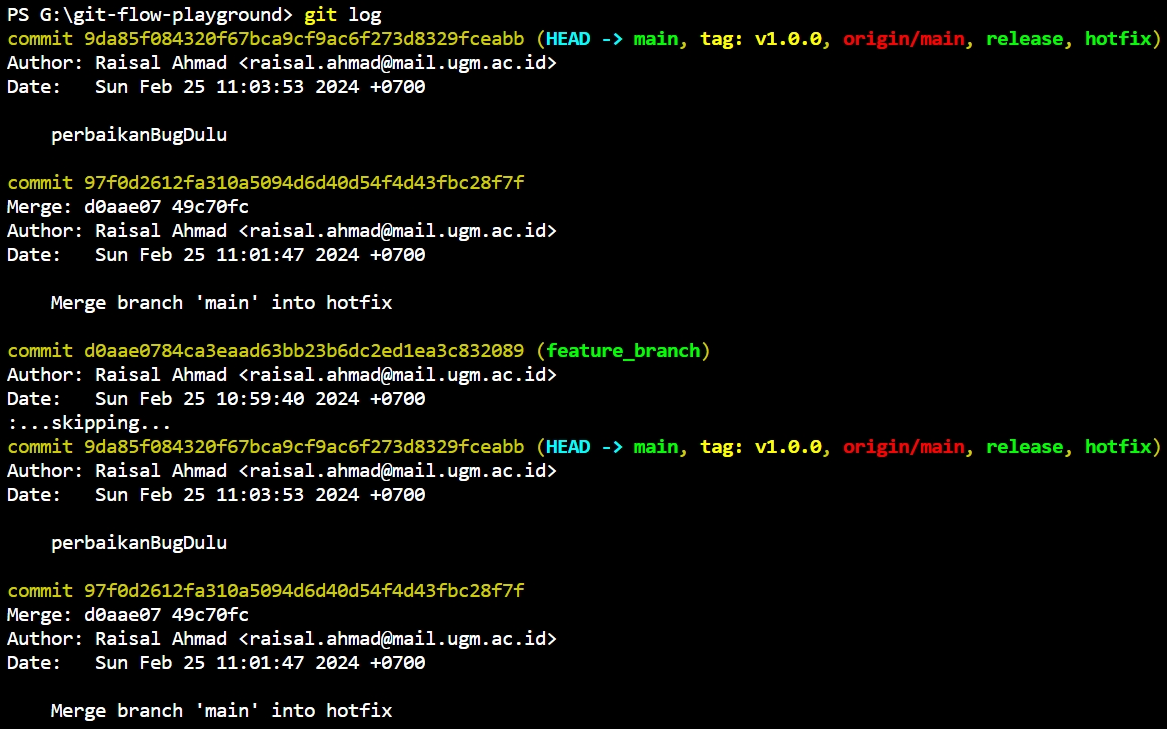 PS G:\git-flow-playground> git log
commit 9da85f084320f67bca9cf9ac6f273d8329fceabb (HEAD -> main, tag: v1.0.0, origin/main, release, hotfix)
Author: Raisal Ahmad <raisal.ahmad@mail.ugm.ac.id>
Date:   Sun Feb 25 11:03:53 2024 +0700

    perbaikanBugDulu

commit 97f0d2612fa310a5094d6d40d54f4d43fbc28f7f
Merge: d0aae07 49c70fc
Author: Raisal Ahmad <raisal.ahmad@mail.ugm.ac.id>
Date:   Sun Feb 25 11:01:47 2024 +0700

    Merge branch 'main' into hotfix

commit d0aae0784ca3eaad63bb23b6dc2ed1ea3c832089 (feature_branch)
Author: Raisal Ahmad <raisal.ahmad@mail.ugm.ac.id>
Date:   Sun Feb 25 10:59:40 2024 +0700
:...skipping...
commit 9da85f084320f67bca9cf9ac6f273d8329fceabb (HEAD -> main, tag: v1.0.0, origin/main, release, hotfix)
Author: Raisal Ahmad <raisal.ahmad@mail.ugm.ac.id>
Date:   Sun Feb 25 11:03:53 2024 +0700

    perbaikanBugDulu

commit 97f0d2612fa310a5094d6d40d54f4d43fbc28f7f
Merge: d0aae07 49c70fc
Author: Raisal Ahmad <raisal.ahmad@mail.ugm.ac.id>
Date:   Sun Feb 25 11:01:47 2024 +0700

    Merge branch 'main' into hotfix